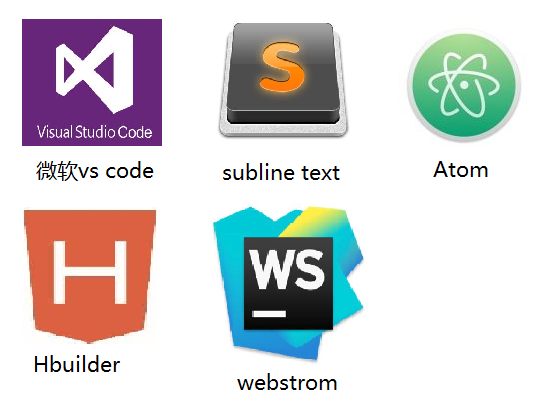 Visual Studio Code
S
微软vs code
subline text
Atom
H
Hbuilder
WS
webstrom